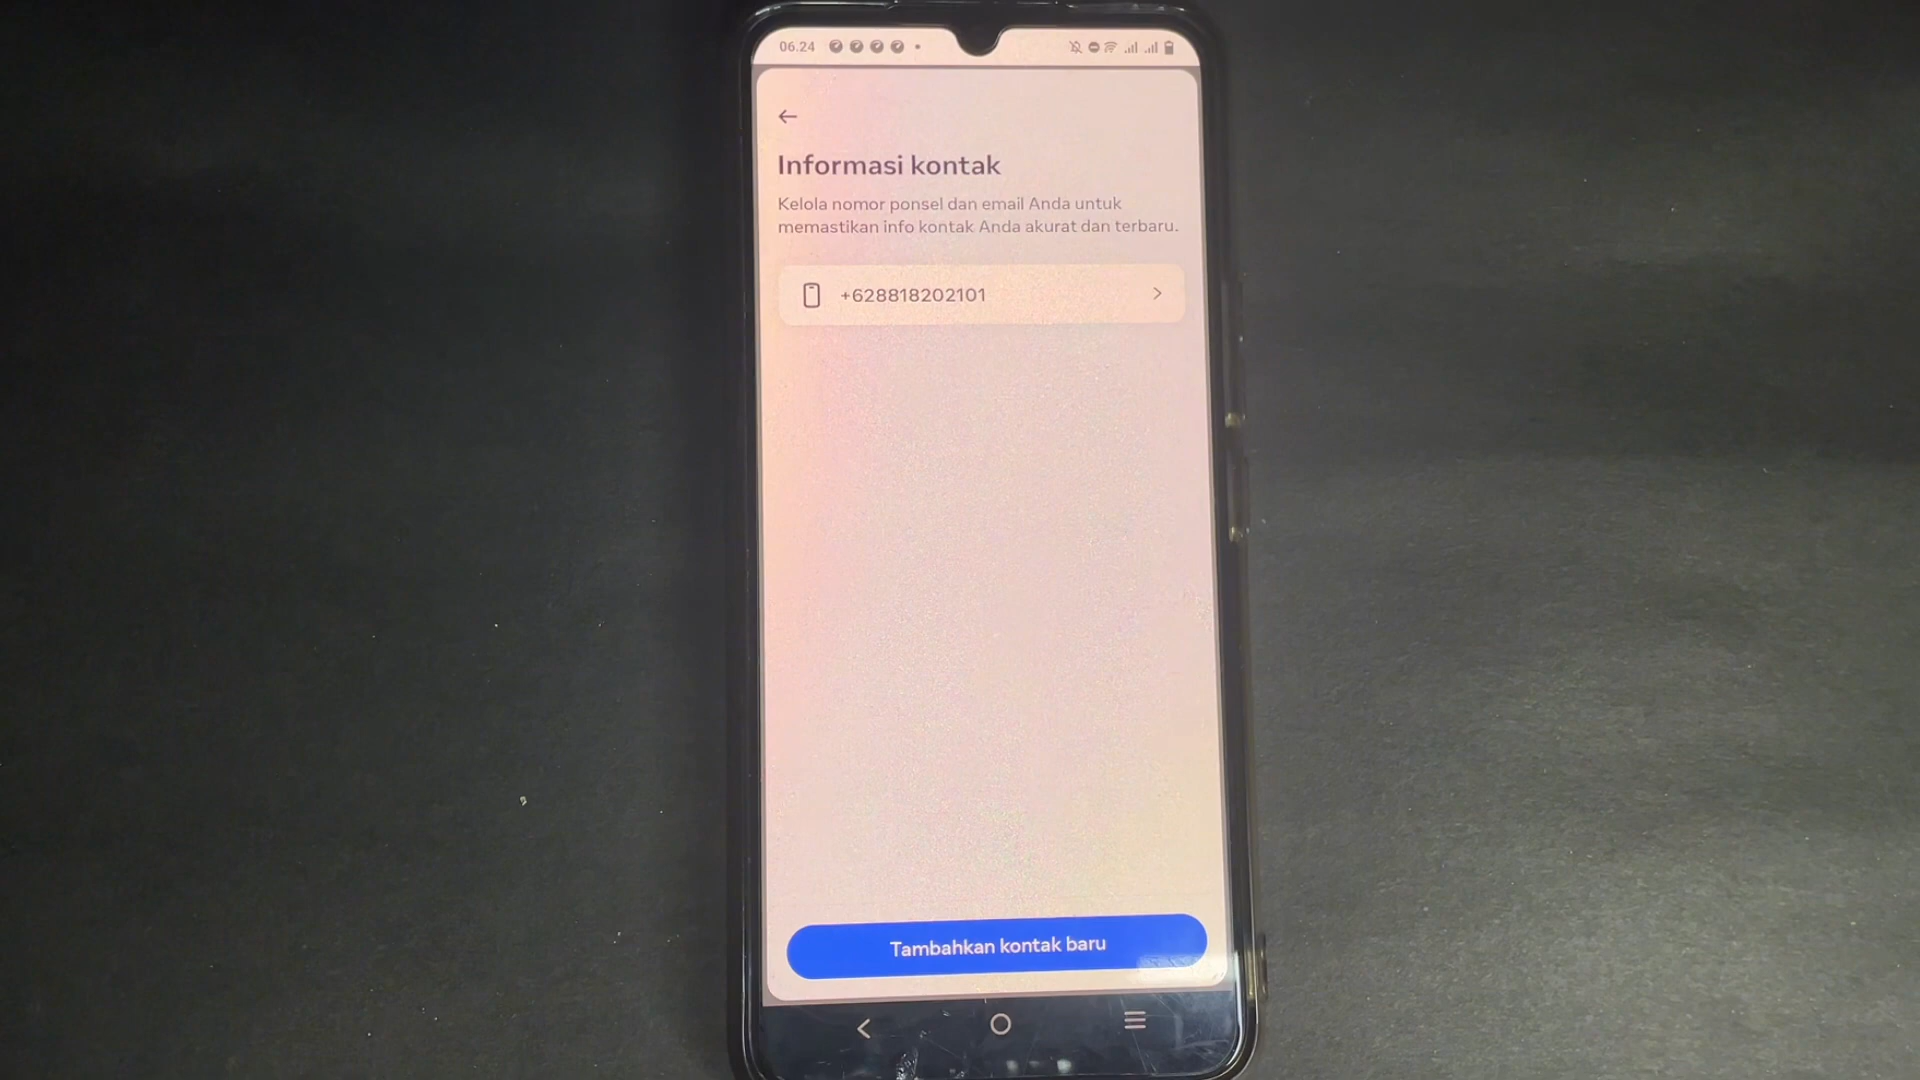 06.24
Informasi kontak
Kelola nomor ponsel dan email Anda untuk
memastikan info kontak Anda akurat dan terbaru.
+628818202101
Tambahkan kontak baru